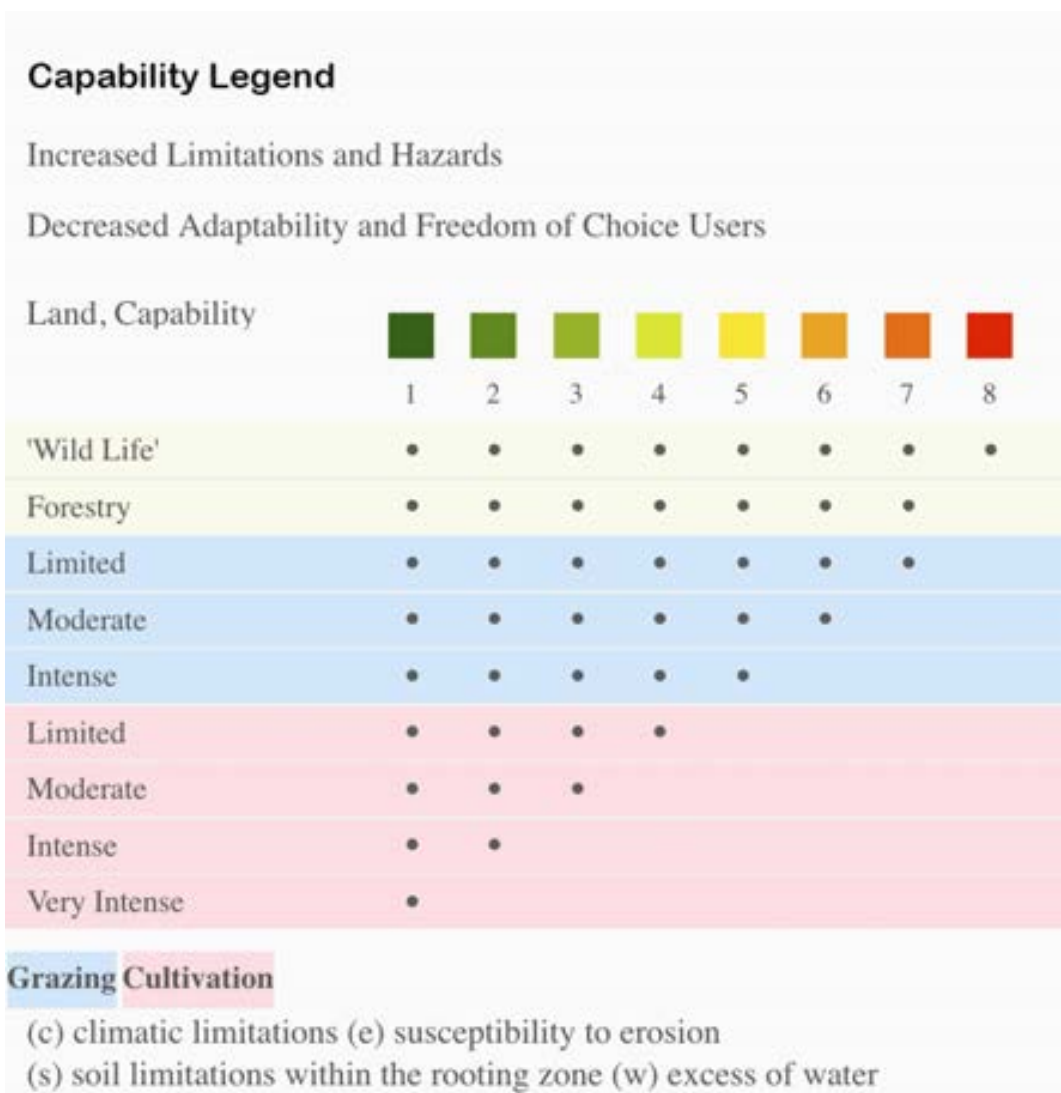 Capability Legend
Increased Limitations and Hazards
Decreased Adaptability and Freedom of Choice Users
Land, Capability
1 2 3 4 5 6 7 8
'Wild Life'
Forestry
Limited
Moderate
Intense
Limited
Moderate
Intense
Very Intense
Grazing Cultivation
(c) climatic limitations (e) susceptibility to erosion
(s) soil limitations within the rooting zone (w) excess of water